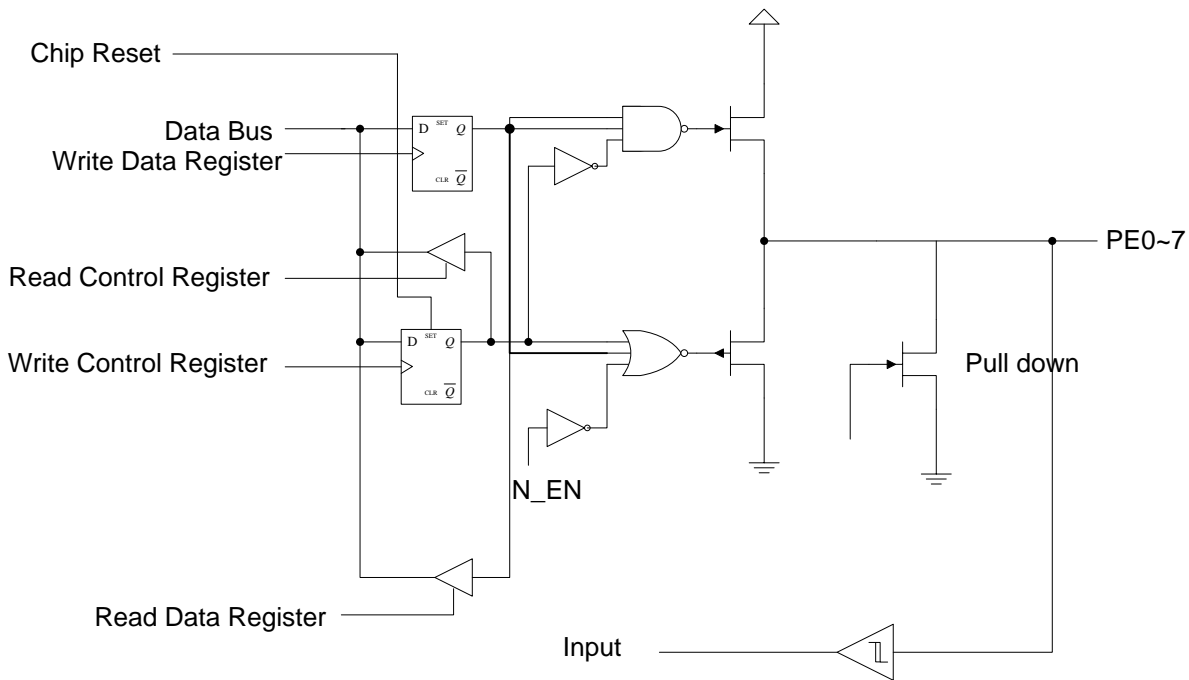 Chip Reset
Data Bus
Write Data Register
D SET Q
CLR Q
Read Control Register
PE0~7
Write Control Register
D SET Q
CLR Q
Pull down
N_EN
Read Data Register
Input